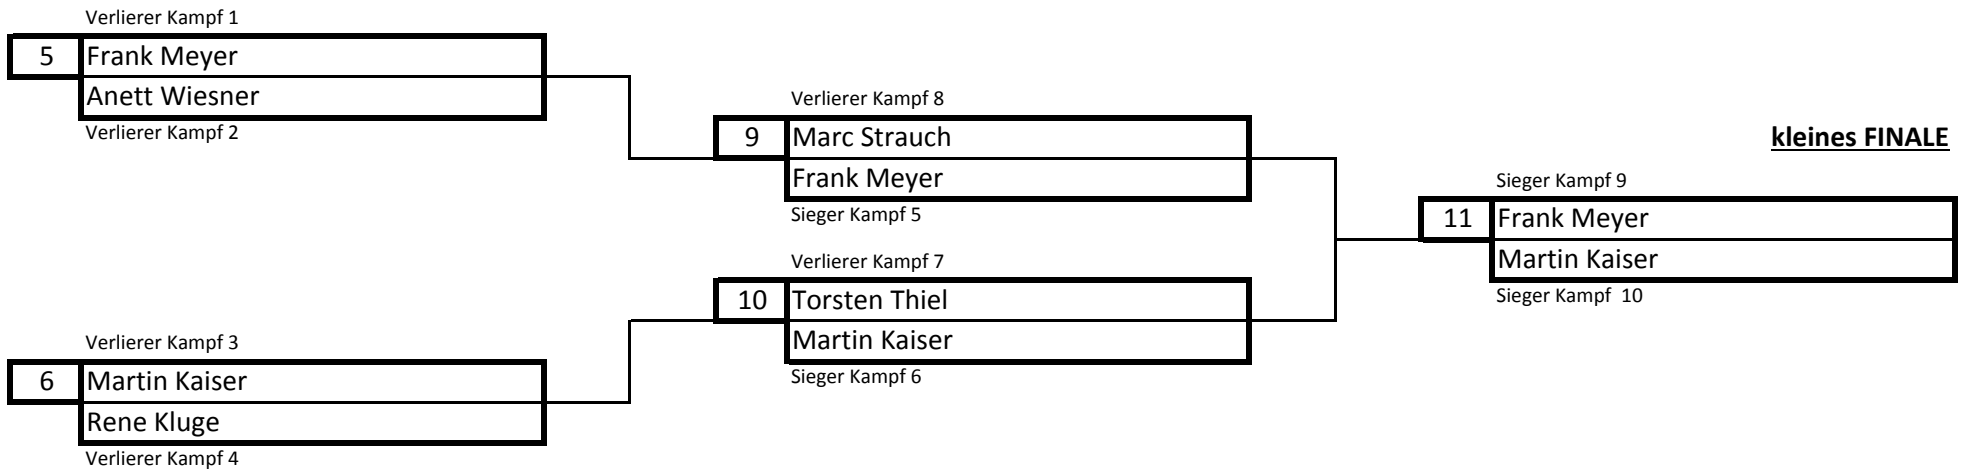 Verlierer Kampf 1
5 Frank Meyer
Anett Wiesner
Verlierer Kampf 2
Verlierer Kampf 3
6 Martin Kaiser
Rene Kluge
Verlierer Kampf 4
Verlierer Kampf 8
9 Marc Strauch
Frank Meyer
Sieger Kampf 5
Verlierer Kampf 7
10 Torsten Thiel
Martin Kaiser
Sieger Kampf 6
kleines FINALE
Sieger Kampf 9
11 Frank Meyer
Martin Kaiser
Sieger Kampf 10